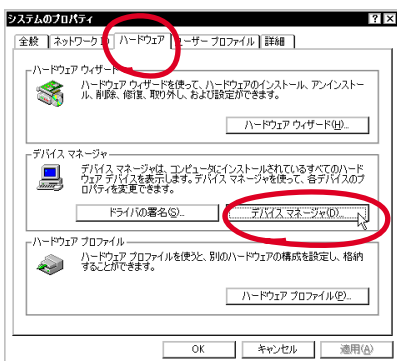 システムのプロパティ
全般 ネットワーク ハードウェア ユーザー プロファイル 詳細
ハードウェア ウィザード
ハードウェア ウィザードを使って、ハードウェアのインストール、アンインストー
ル、削除、修復、取り外し、および設定ができます。
ハードウェア ウィザード(H)...
デバイス マネージャ
デバイス マネージャは、コンピュータにインストールされているすべてのハード
ウェア デバイスを表示します。デバイス マネージャを使って、各デバイスのプ
ロパティを変更できます。
ドライバの署名(S)... デバイス マネージャ(D)...
ハードウェア プロファイル
ハードウェア プロファイルを使うと、別のハードウェアの構成を設定し、格納
することができます。
ハードウェア プロファイル(P)...
OK キャンセル 適用(A)